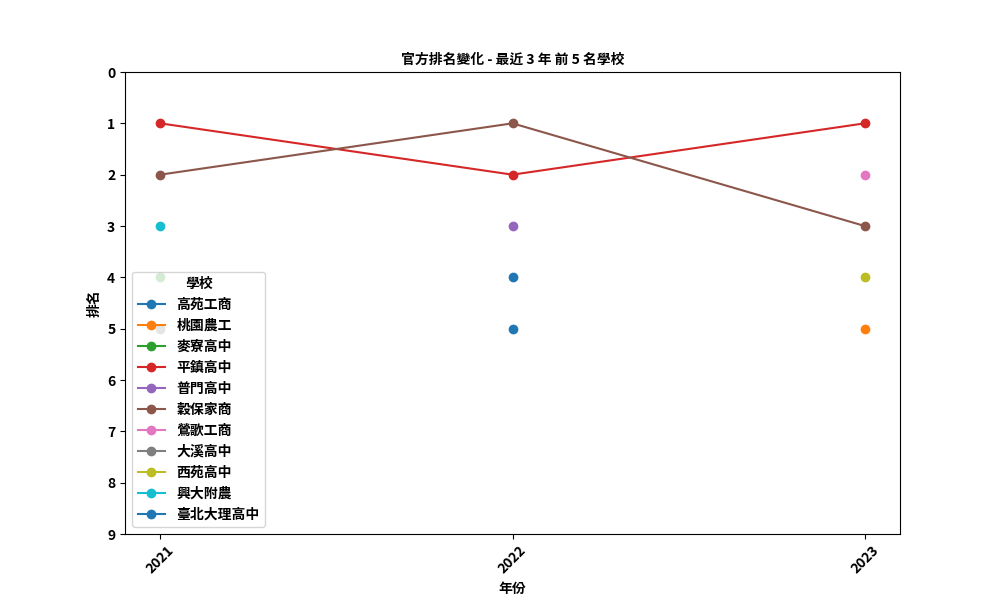 官方排名變化 - 最近 3 年 前 5 名學校
0
1
2
3
4
5
6
7
8
9
排名
學校
高苑工商
桃園農工
麥寮高中
平鎮高中
普門高中
穀保家商
鶯歌工商
大溪高中
西苑高中
興大附農
臺北大理高中
2021
2022
2023
年份